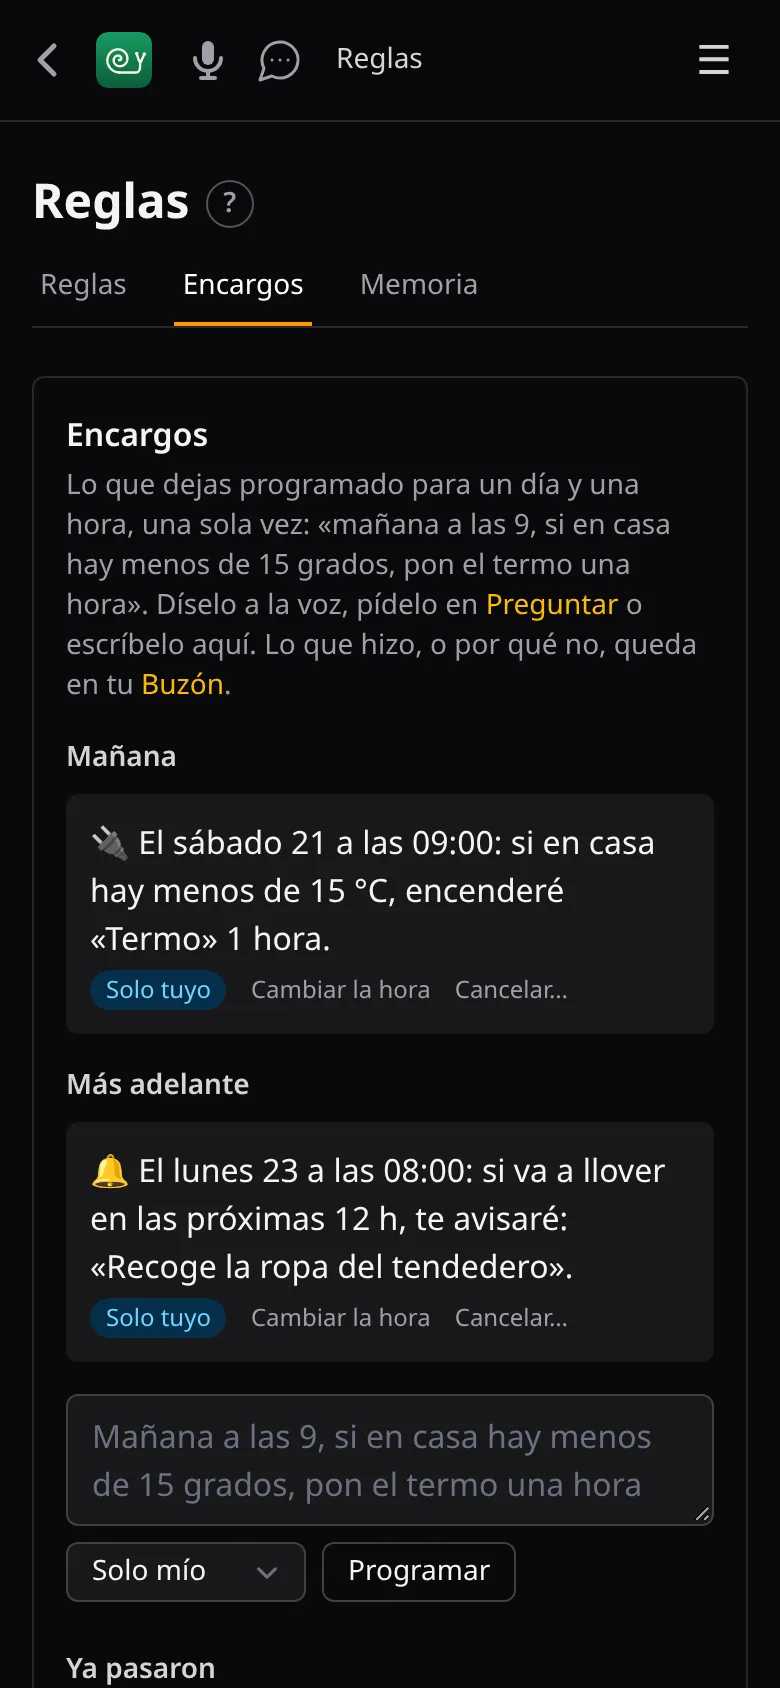 Reglas
Reglas ?
Reglas Encargos Memoria
Encargos
Lo que dejas programado para un día y una
hora, una sola vez: «mañana a las 9, si en casa
hay menos de 15 grados, pon el termo una
hora». Díselo a la voz, pídelo en Preguntar o
escríbelo aquí. Lo que hizo, o por qué no, queda
en tu Buzón.
Mañana
🔌 El sábado 21 a las 09:00: si en casa
hay menos de 15 °C, encenderé
«Termo» 1 hora.
Solo tuyo Cambiar la hora Cancelar...
Más adelante
🔔 El lunes 23 a las 08:00: si va a llover
en las próximas 12 h, te avisaré:
«Recoge la ropa del tendedero».
Solo tuyo Cambiar la hora Cancelar...
Mañana a las 9, si en casa hay menos
de 15 grados, pon el termo una hora
Solo mío Programar
Ya pasaron